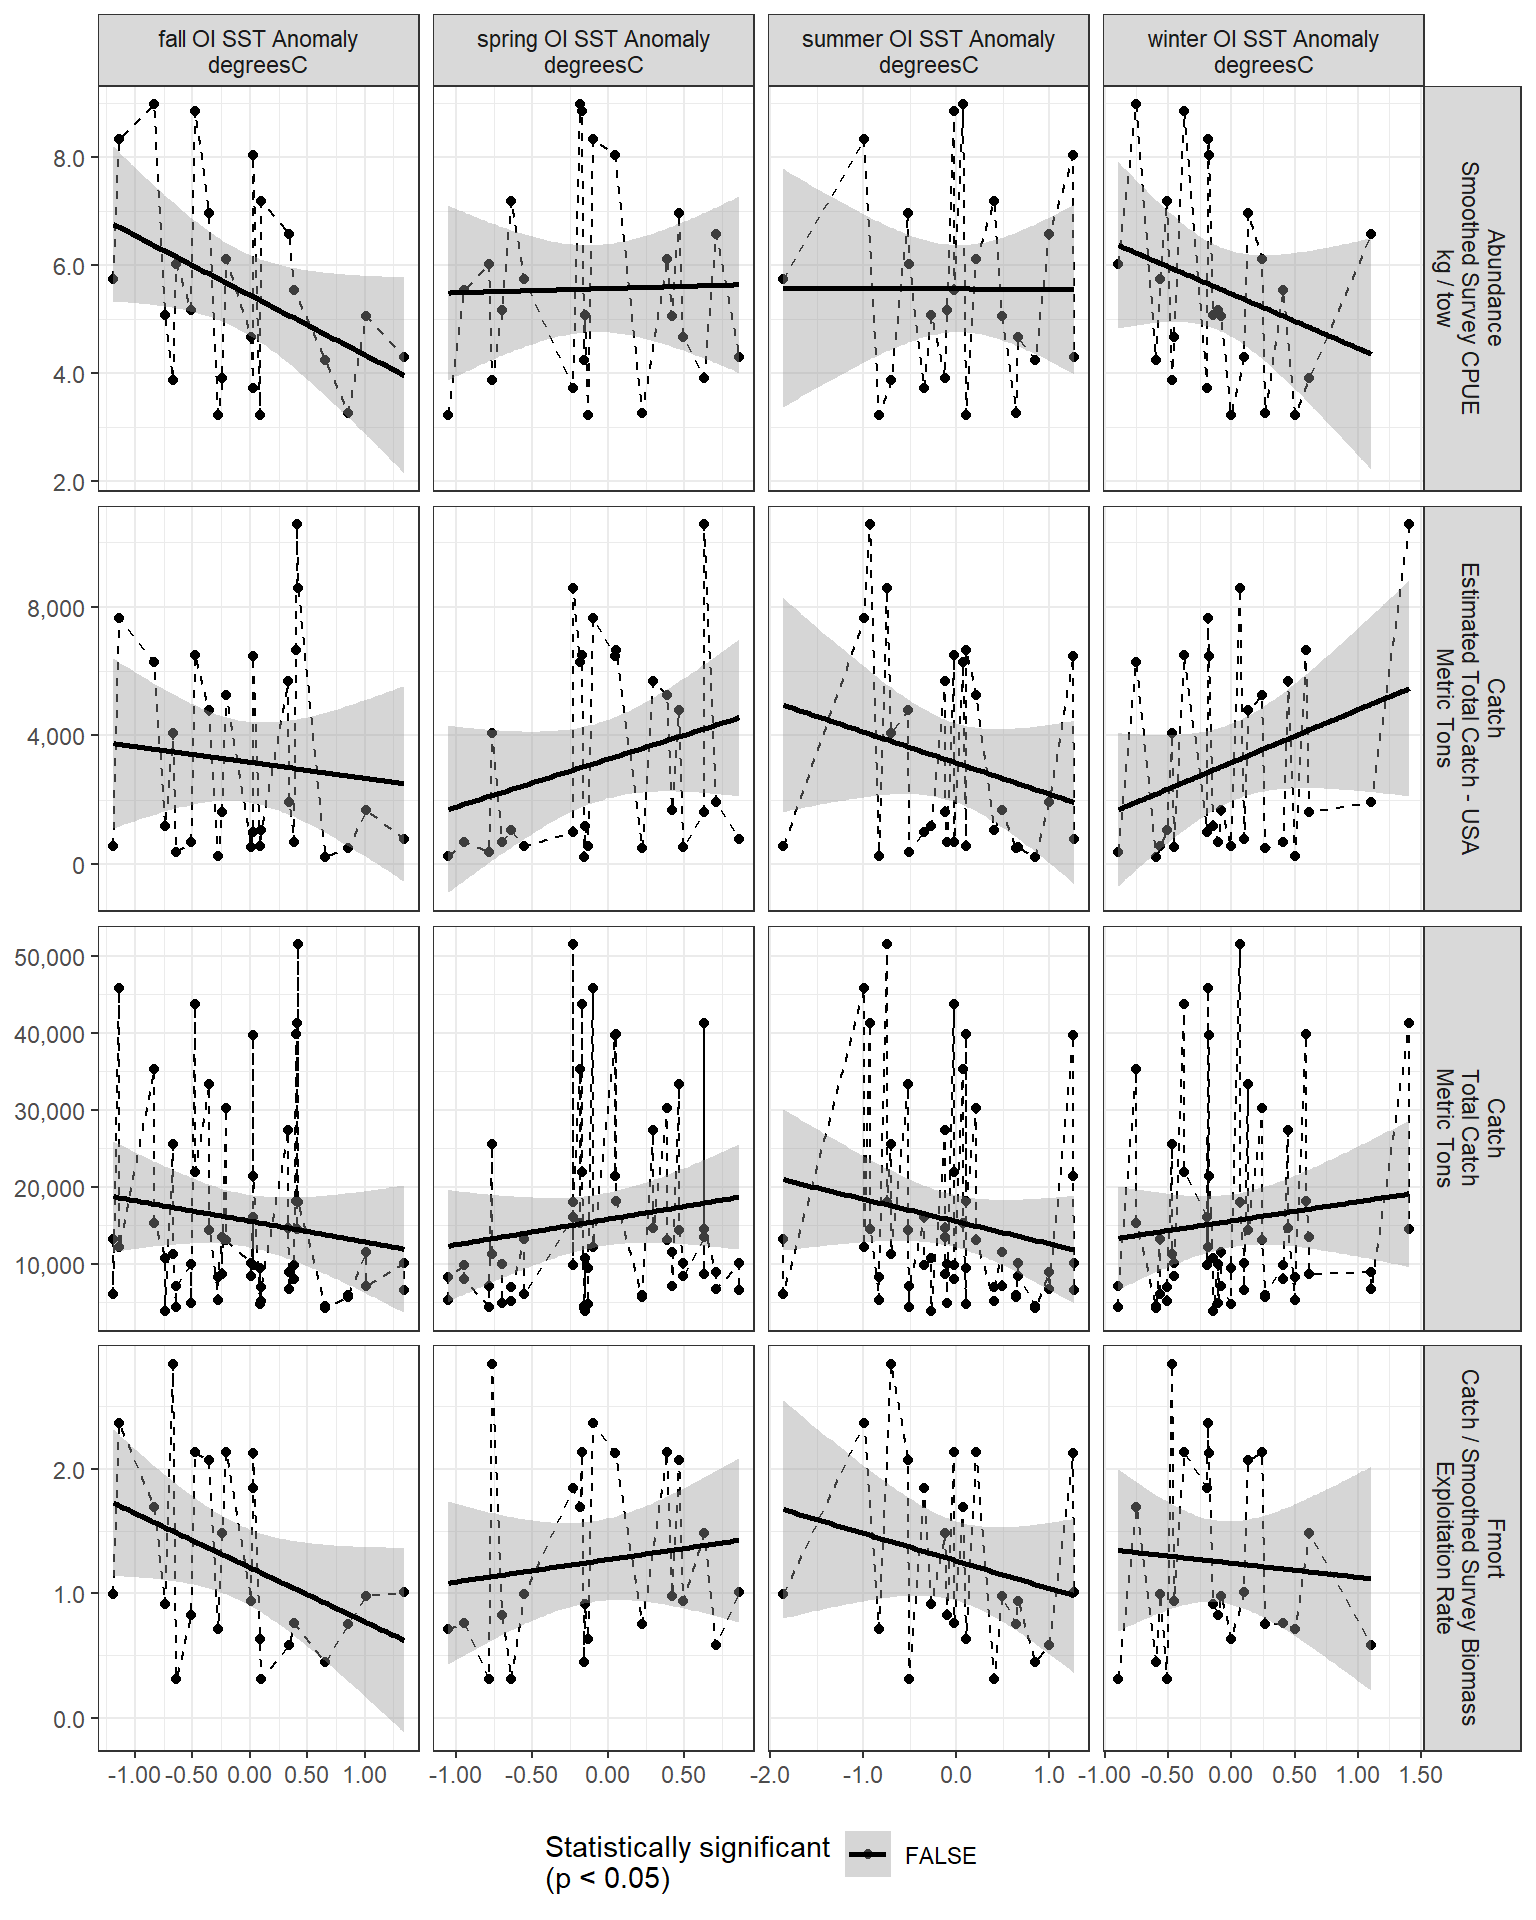 fall OI SST Anomaly
degreesC
spring OI SST Anomaly
degreesC
summer OI SST Anomaly
degreesC
winter OI SST Anomaly
degreesC
8.0
6.0
4.0
2.0
Abundance
Smoothed Survey CPUE
kg / tow
8,000
4,000
0
Catch
Estimated Total Catch - USA
Metric Tons
50,000
40,000
30,000
20,000
10,000
Catch
Total Catch
Metric Tons
2.0
1.0
0.0
Fmort
Catch / Smoothed Survey Biomass
Exploitation Rate
-1.00 -0.50 0.00 0.50 1.00
-1.00 -0.50 0.00 0.50
-2.0 -1.0 0.0 1.0
-1.00 -0.50 0.00 0.50 1.00 1.50
Statistically significant
(p < 0.05)
FALSE